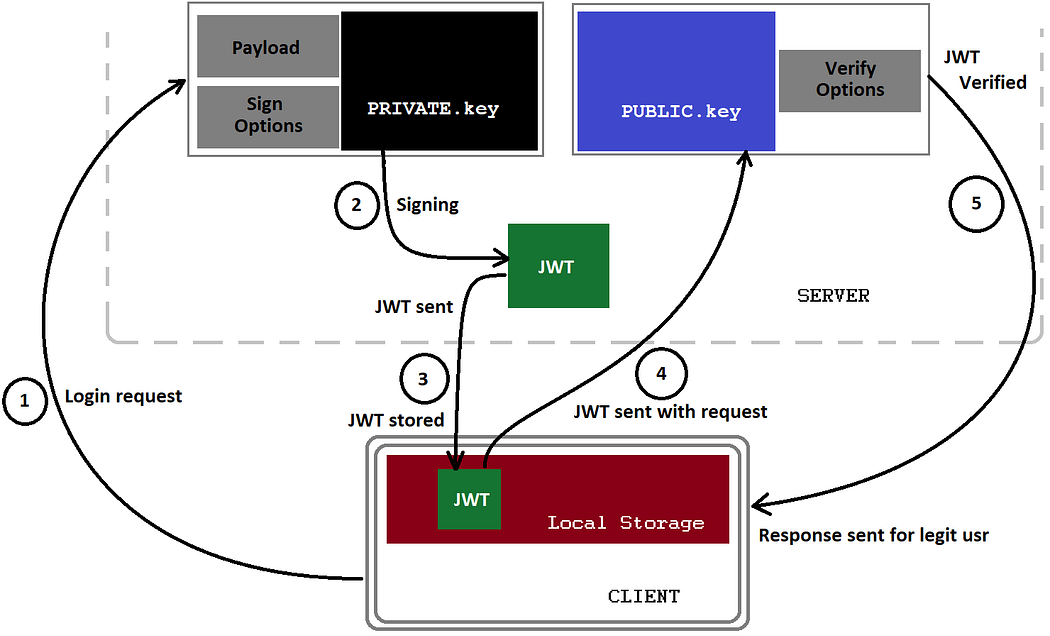 Payload
Sign
Options
PRIVATE.key
PUBLIC.key
Verify
Options
JWT
Verified
2
Signing
5
JWT
SERVER
JWT sent
3
4
1
Login request
JWT stored
JWT sent with request
JWT
Local Storage
Response sent for legit usr
CLIENT